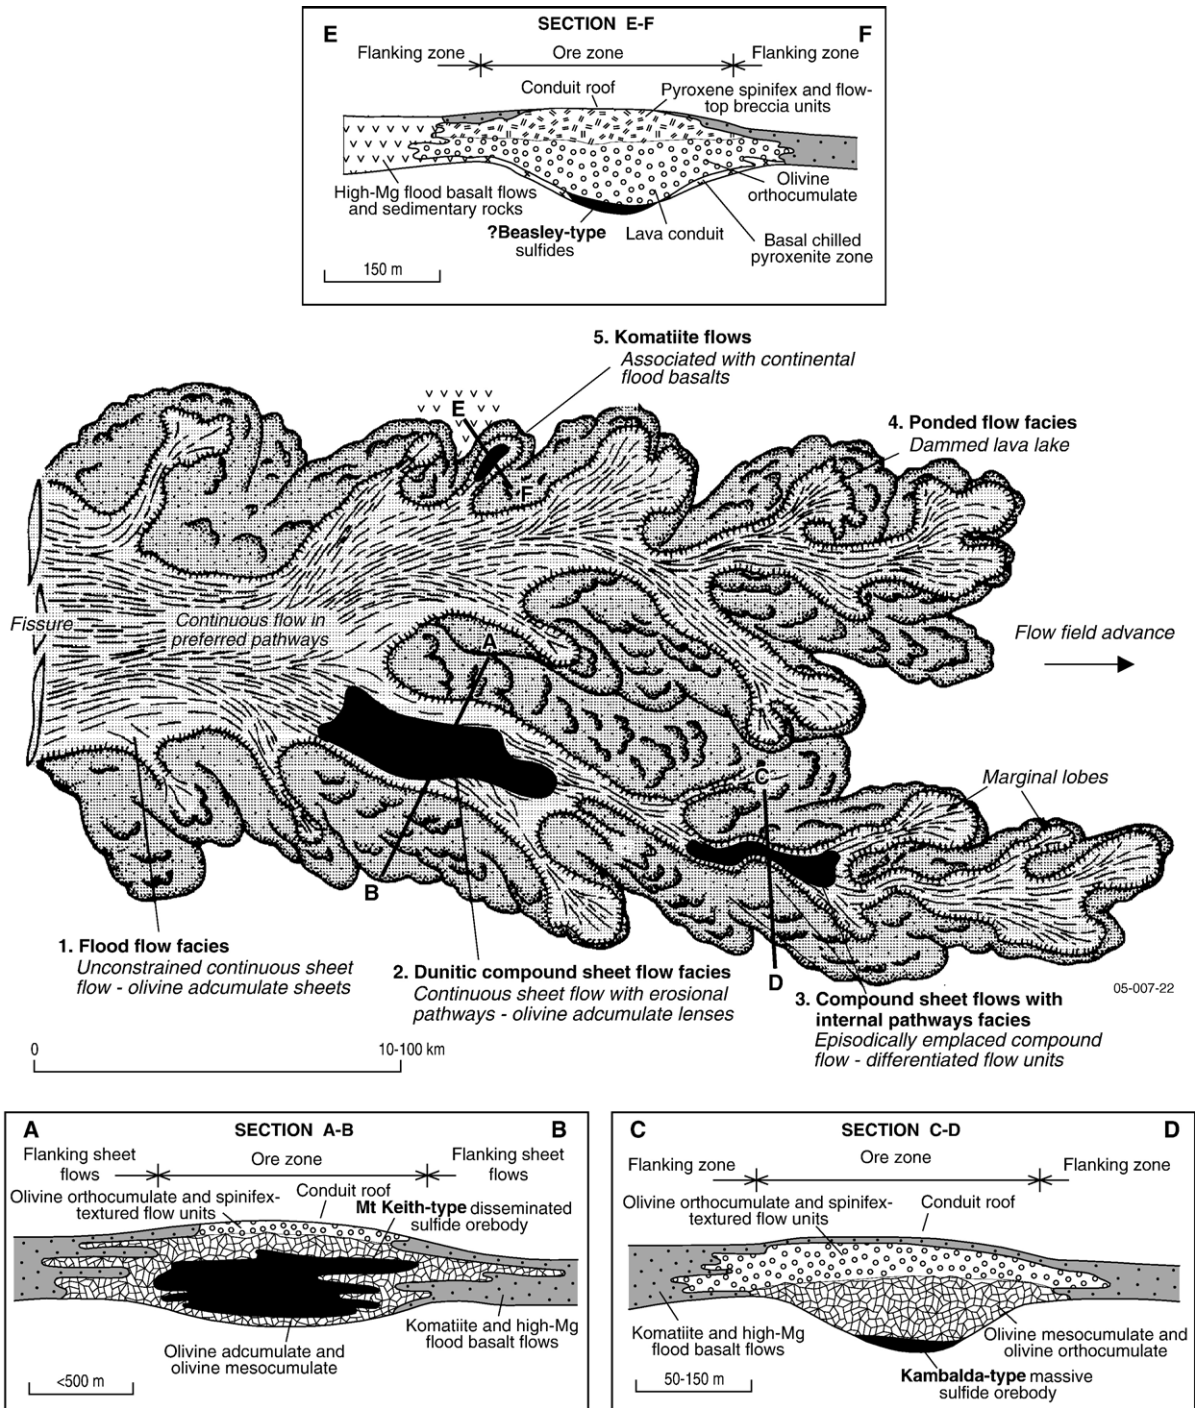 SECTION E-F
E
F
Flanking zone
Ore zone
Flanking zone
Conduit roof
Pyroxene spinifex and flow-
top breccia units
High-Mg flood basalt flows
and sedimentary rocks
Olivine
orthocumulate
?Beasley-type
sulfides
Lava conduit
Basal chilled
pyroxenite zone
150 m
5. Komatiite flows
Associated with continental
flood basalts
E
F
4. Ponded flow facies
Dammed lava lake
Fissure
Continuous flow in
preferred pathways
A
Flow field advance
C
Marginal lobes
B
1. Flood flow facies
Unconstrained continuous sheet
flow - olivine adcumulate sheets
2. Dunitic compound sheet flow facies
Continuous sheet flow with erosional
pathways - olivine adcumulate lenses
D
3. Compound sheet flows with
internal pathways facies
Episodically emplaced compound
flow - differentiated flow units
05-007-22
0
10-100 km
A
SECTION A-B
B
Flanking sheet
flows
Ore zone
Flanking sheet
flows
Olivine orthocumulate and spinifex-
textured flow units
Conduit roof
Mt Keith-type disseminated
sulfide orebody
Olivine adcumulate and
olivine mesocumulate
Komatiite and high-Mg
flood basalt flows
<500 m
C
SECTION C-D
D
Flanking zone
Ore zone
Flanking zone
Olivine orthocumulate and spinifex-
textured flow units
Conduit roof
Komatiite and high-Mg
flood basalt flows
Olivine mesocumulate and
olivine orthocumulate
Kambalda-type massive
sulfide orebody
50-150 m